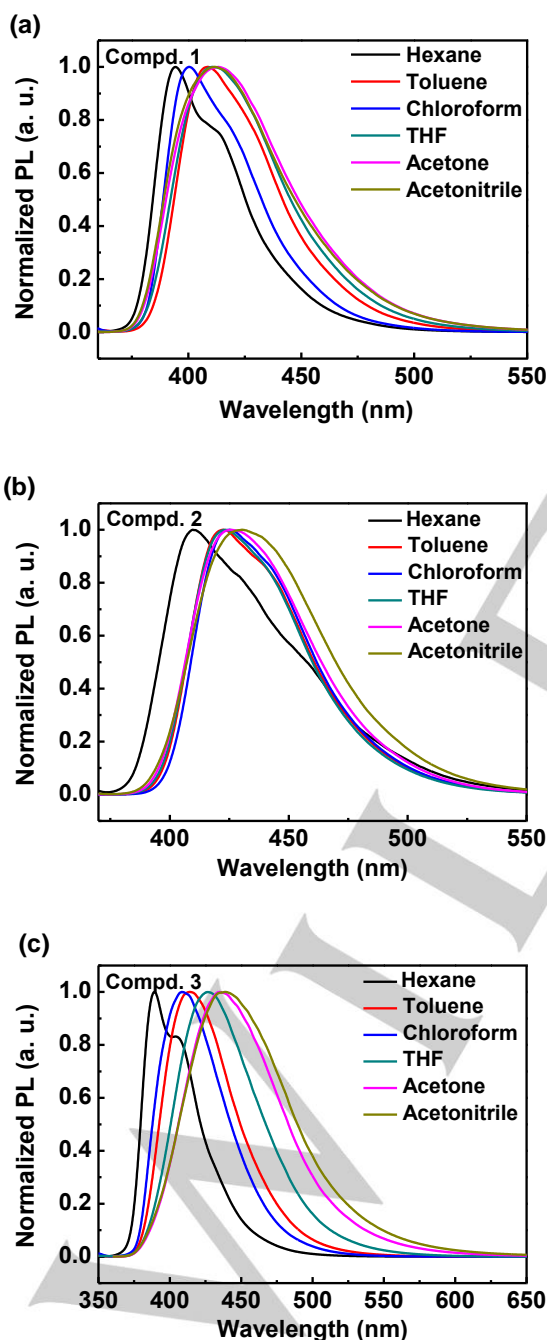 (a)
Compd. 1
Hexane
Toluene
Chloroform
THF
Acetone
Acetonitrile
1.0
0.8
0.6
0.4
0.2
0.0
Normalized PL (a. u.)
400 450 500 550
Wavelength (nm)
(b)
Compd. 2
Hexane
Toluene
Chloroform
THF
Acetone
Acetonitrile
1.0
0.8
0.6
0.4
0.2
0.0
Normalized PL (a. u.)
400 450 500 550
Wavelength (nm)
(c)
Compd. 3
Hexane
Toluene
Chloroform
THF
Acetone
Acetonitrile
1.0
0.8
0.6
0.4
0.2
0.0
Normalized PL (a. u.)
350 400 450 500 550 600 650
Wavelength (nm)